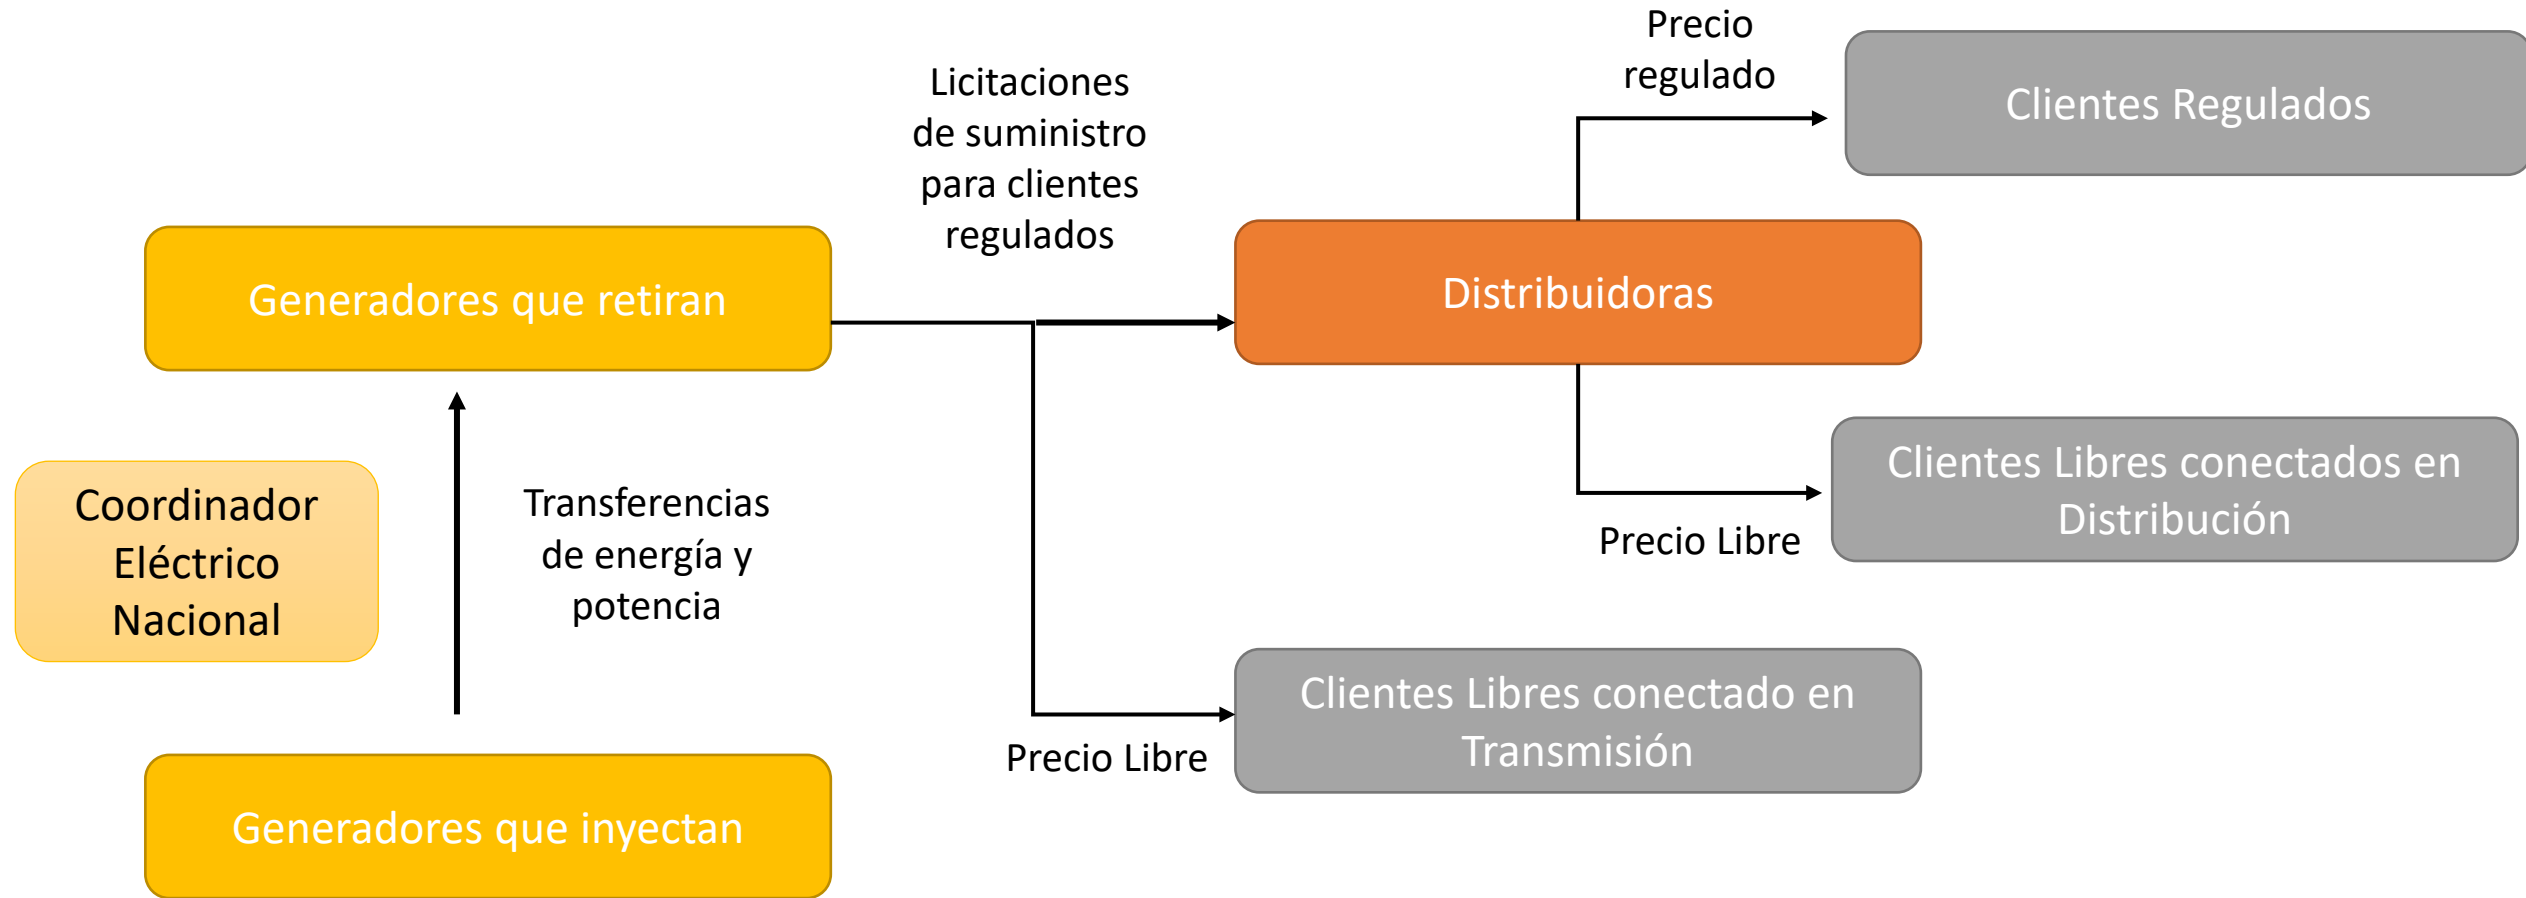 Precio
regulado
Clientes Regulados
Licitaciones
de suministro
para clientes
regulados
Generadores que retiran
Distribuidoras
Clientes Libres conectados en
Distribución
Precio Libre
Coordinador
Eléctrico
Nacional
Transferencias
de energía y
potencia
Clientes Libres conectado en
Transmisión
Precio Libre
Generadores que inyectan